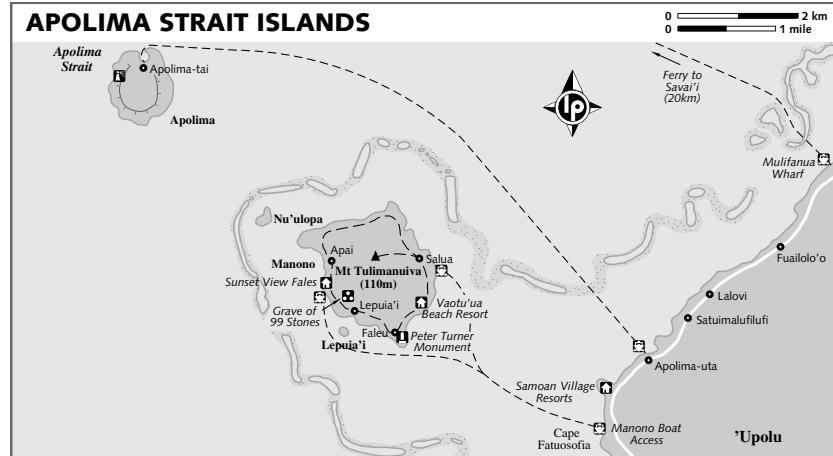 APOLIMA STRAIT ISLANDS
0 2 km
0 1 mile
Apolima
Strait
Apolima-tai
Apolima
lp
Ferry to
Savai'i
(20km)
Mulifanua
Wharf
Nu'ulopa
Apai
Salua
Manono
Mt Tulimanuiva
(110m)
Fuailolo'o
Sunset View Fales
Lalovi
Grave of
99 Stones
Lepuia'i
Vaotu'ua
Beach Resort
Satuimalufilufi
Faleu
Peter Turner
Monument
Lepuia'i
Apolima-uta
Samoan Village
Resorts
Cape
Fatuosofia
Manono Boat
Access
'Upolu